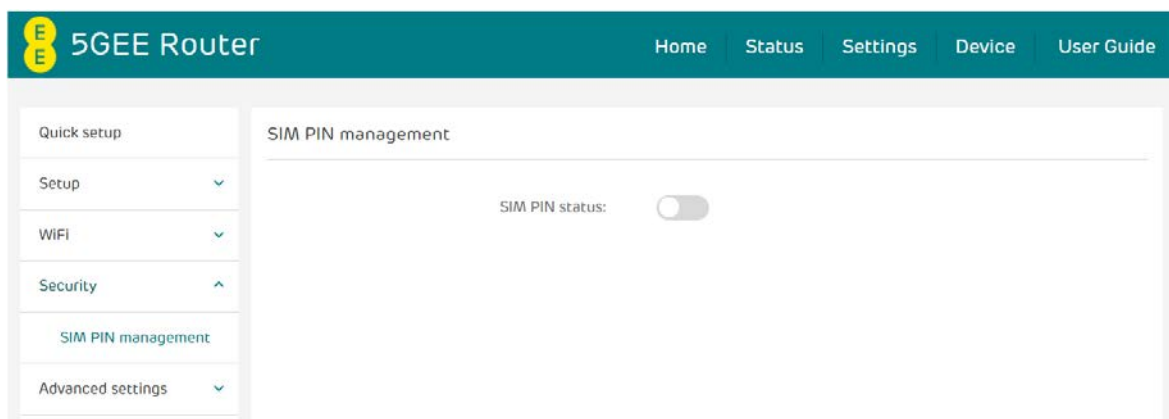 E
E
5GEE Router
Home Status Settings Device User Guide
Quick setup
Setup
WiFi
Security
SIM PIN management
Advanced settings
SIM PIN management
SIM PIN status: